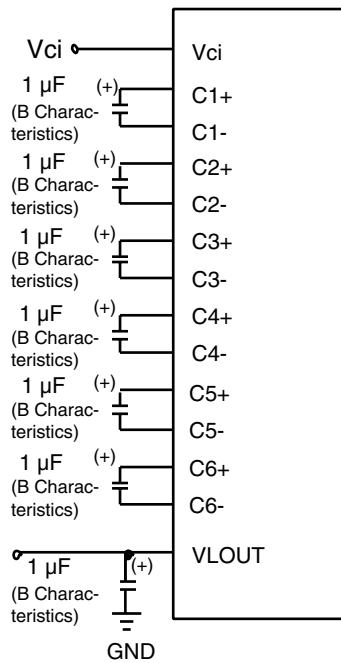 Vci Vci
1 µF (+) C1+
(B Charac-
teristics) C1-
1 µF (+) C2+
(B Charac-
teristics) C2-
1 µF (+) C3+
(B Charac-
teristics) C3-
1 µF (+) C4+
(B Charac-
teristics) C4-
1 µF (+) C5+
(B Charac-
teristics) C5-
1 µF (+) C6+
(B Charac-
teristics) C6-
VLOUT
1 µF (+)
(B Charac-
teristics)
GND